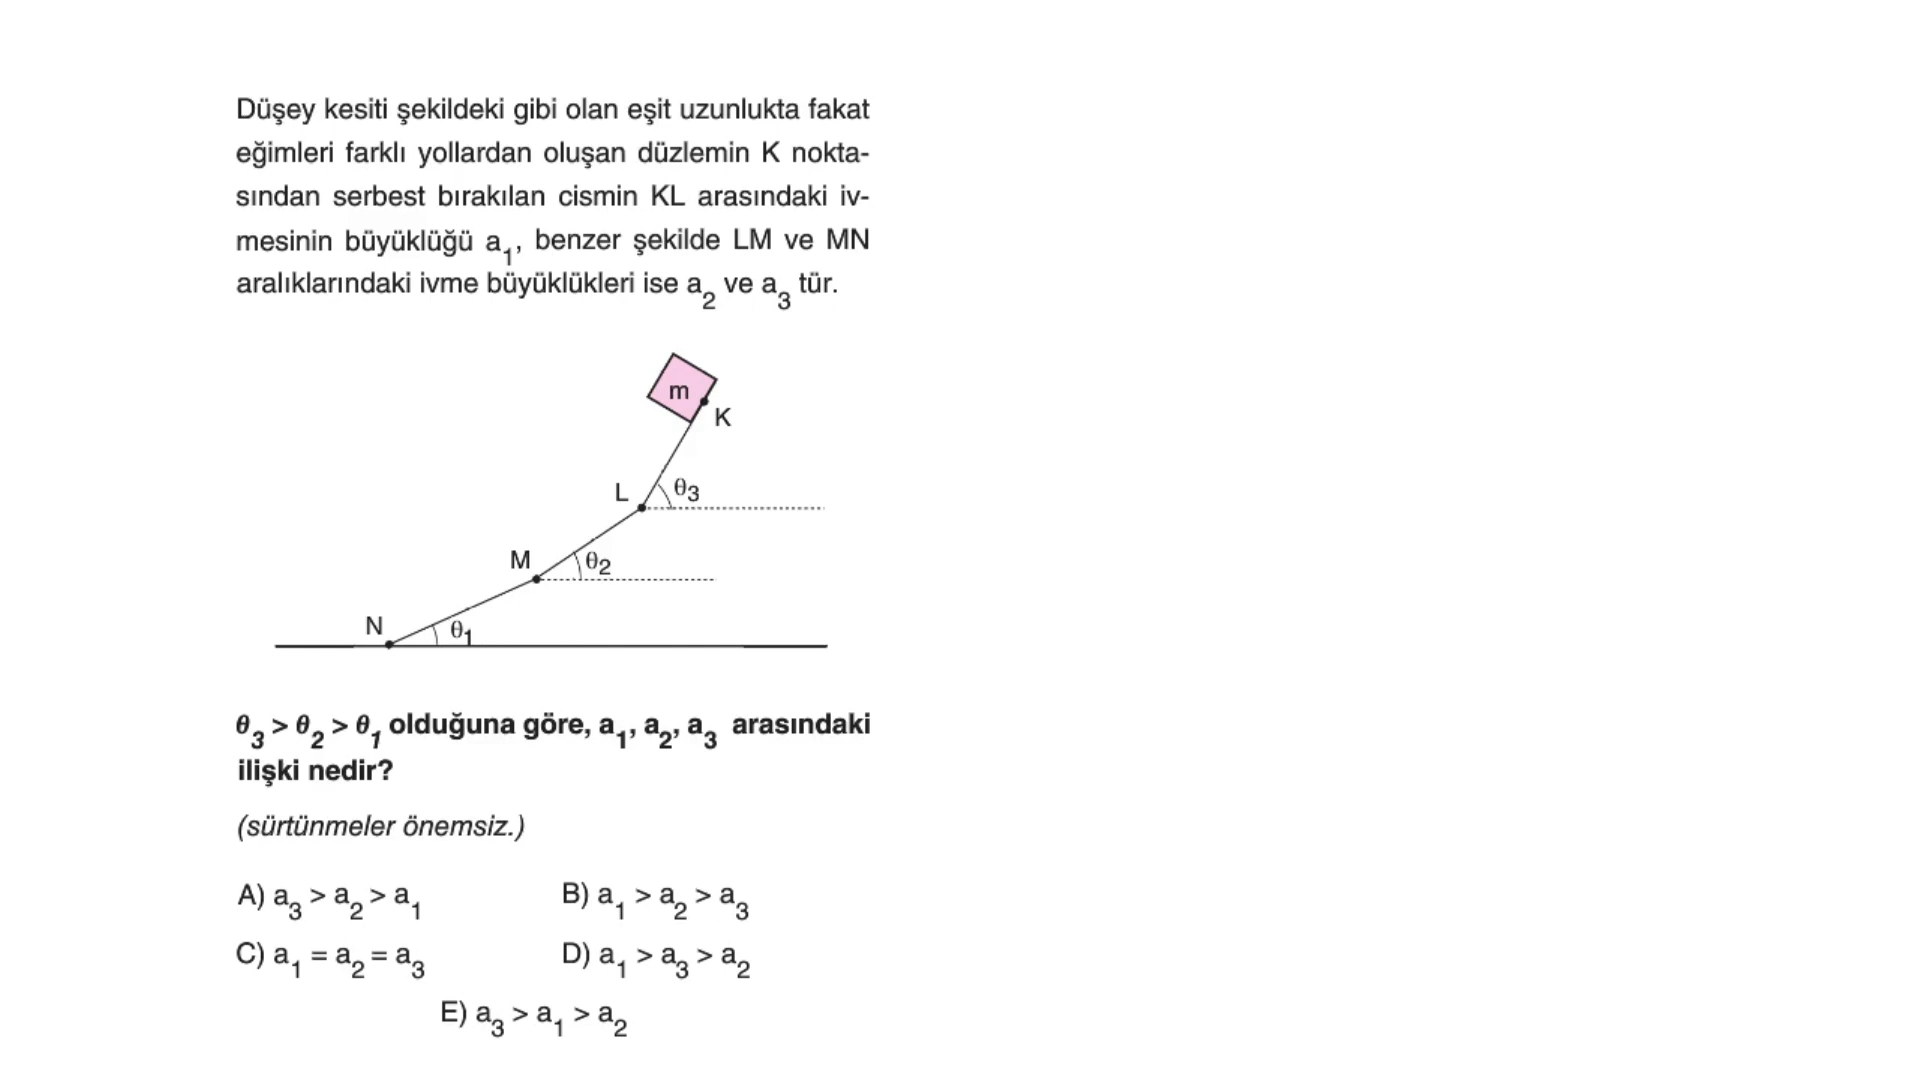 Düşey kesiti şekildeki gibi olan eşit uzunlukta fakat
eğimleri farklı yollardan oluşan düzlemin K nokta-
sından serbest bırakılan cismin KL arasındaki iv-
mesinin büyüklüğü a₁, benzer şekilde LM ve MN
aralıklarındaki ivme büyüklükleri ise a₂ ve a₃ tür.
m
K
L
θ₃
M
θ₂
N
θ₁
θ₃ > θ₂ > θ₁ olduğuna göre, a₁, a₂, a₃ arasındaki
ilişki nedir?
(sürtünmeler önemsiz.)
A) a₃ > a₂ > a₁ B) a₁ > a₂ > a₃
C) a₁ = a₂ = a₃ D) a₁ > a₃ > a₂
E) a₃ > a₁ > a₂